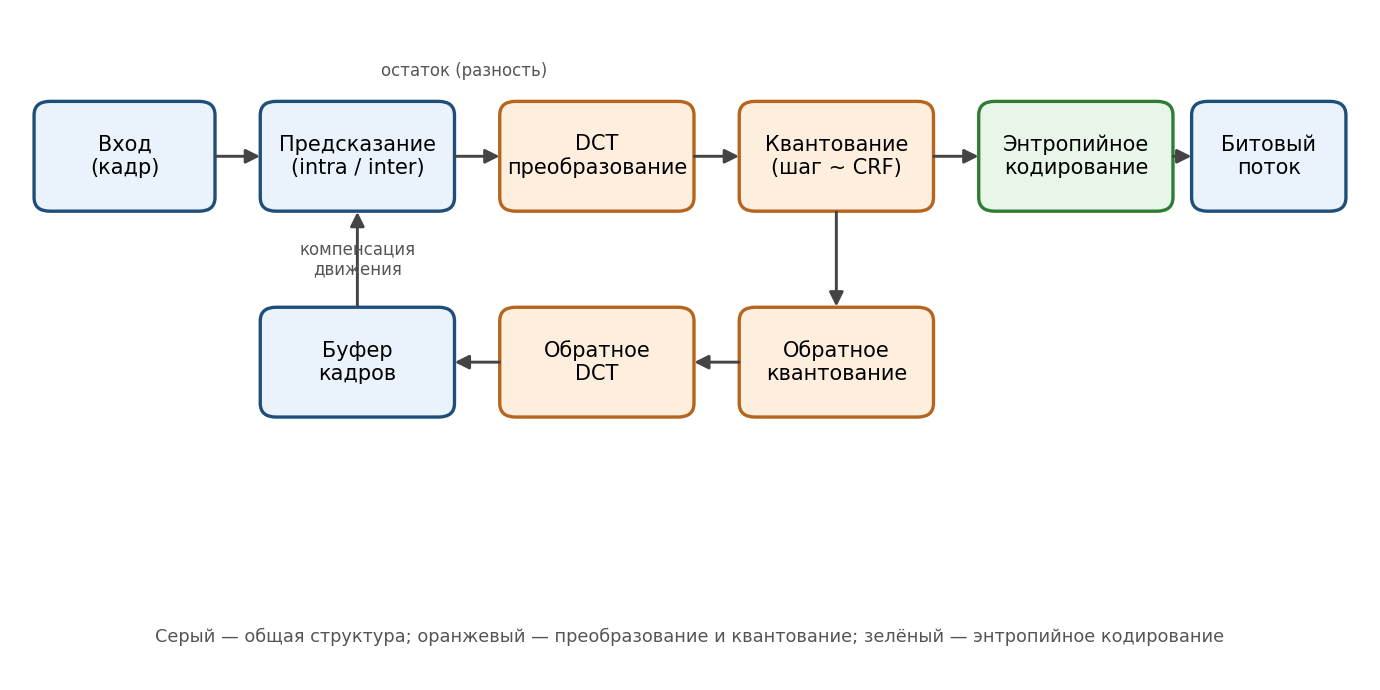 остаток (разность)
Вход
(кадр)
Предсказание
(intra / inter)
DCT
преобразование
Квантование
(шаг ~ CRF)
Энтропийное
кодирование
Битовый
поток
компенсация
движения
Буфер
кадров
Обратное
DCT
Обратное
квантование
Серый — общая структура; оранжевый — преобразование и квантование; зелёный — энтропийное кодирование